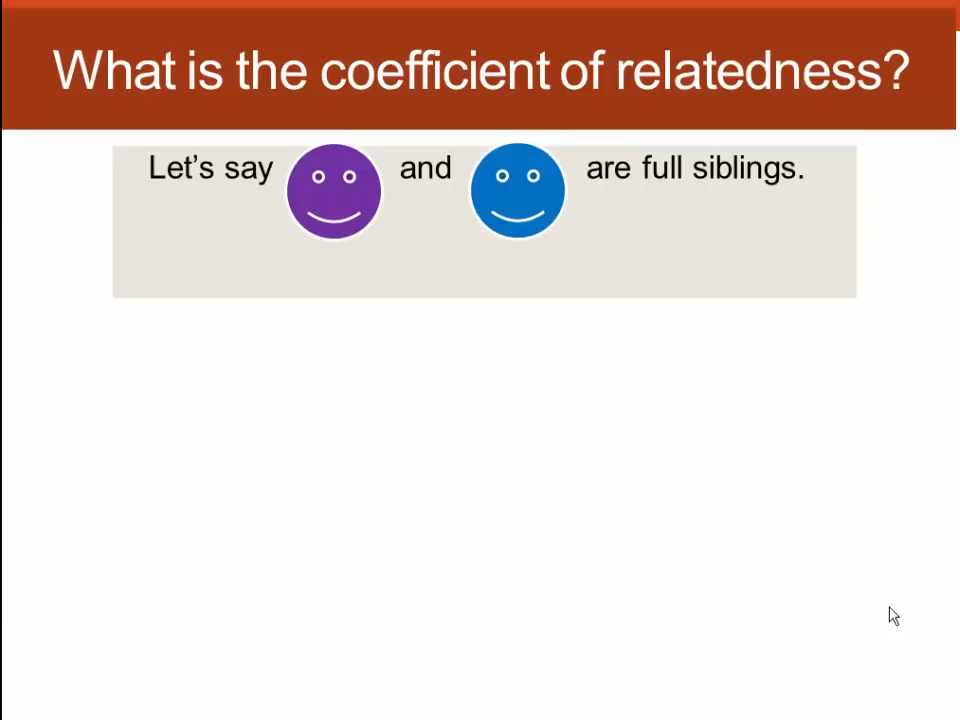 What is the coefficient of relatedness?
Let’s say and are full siblings.